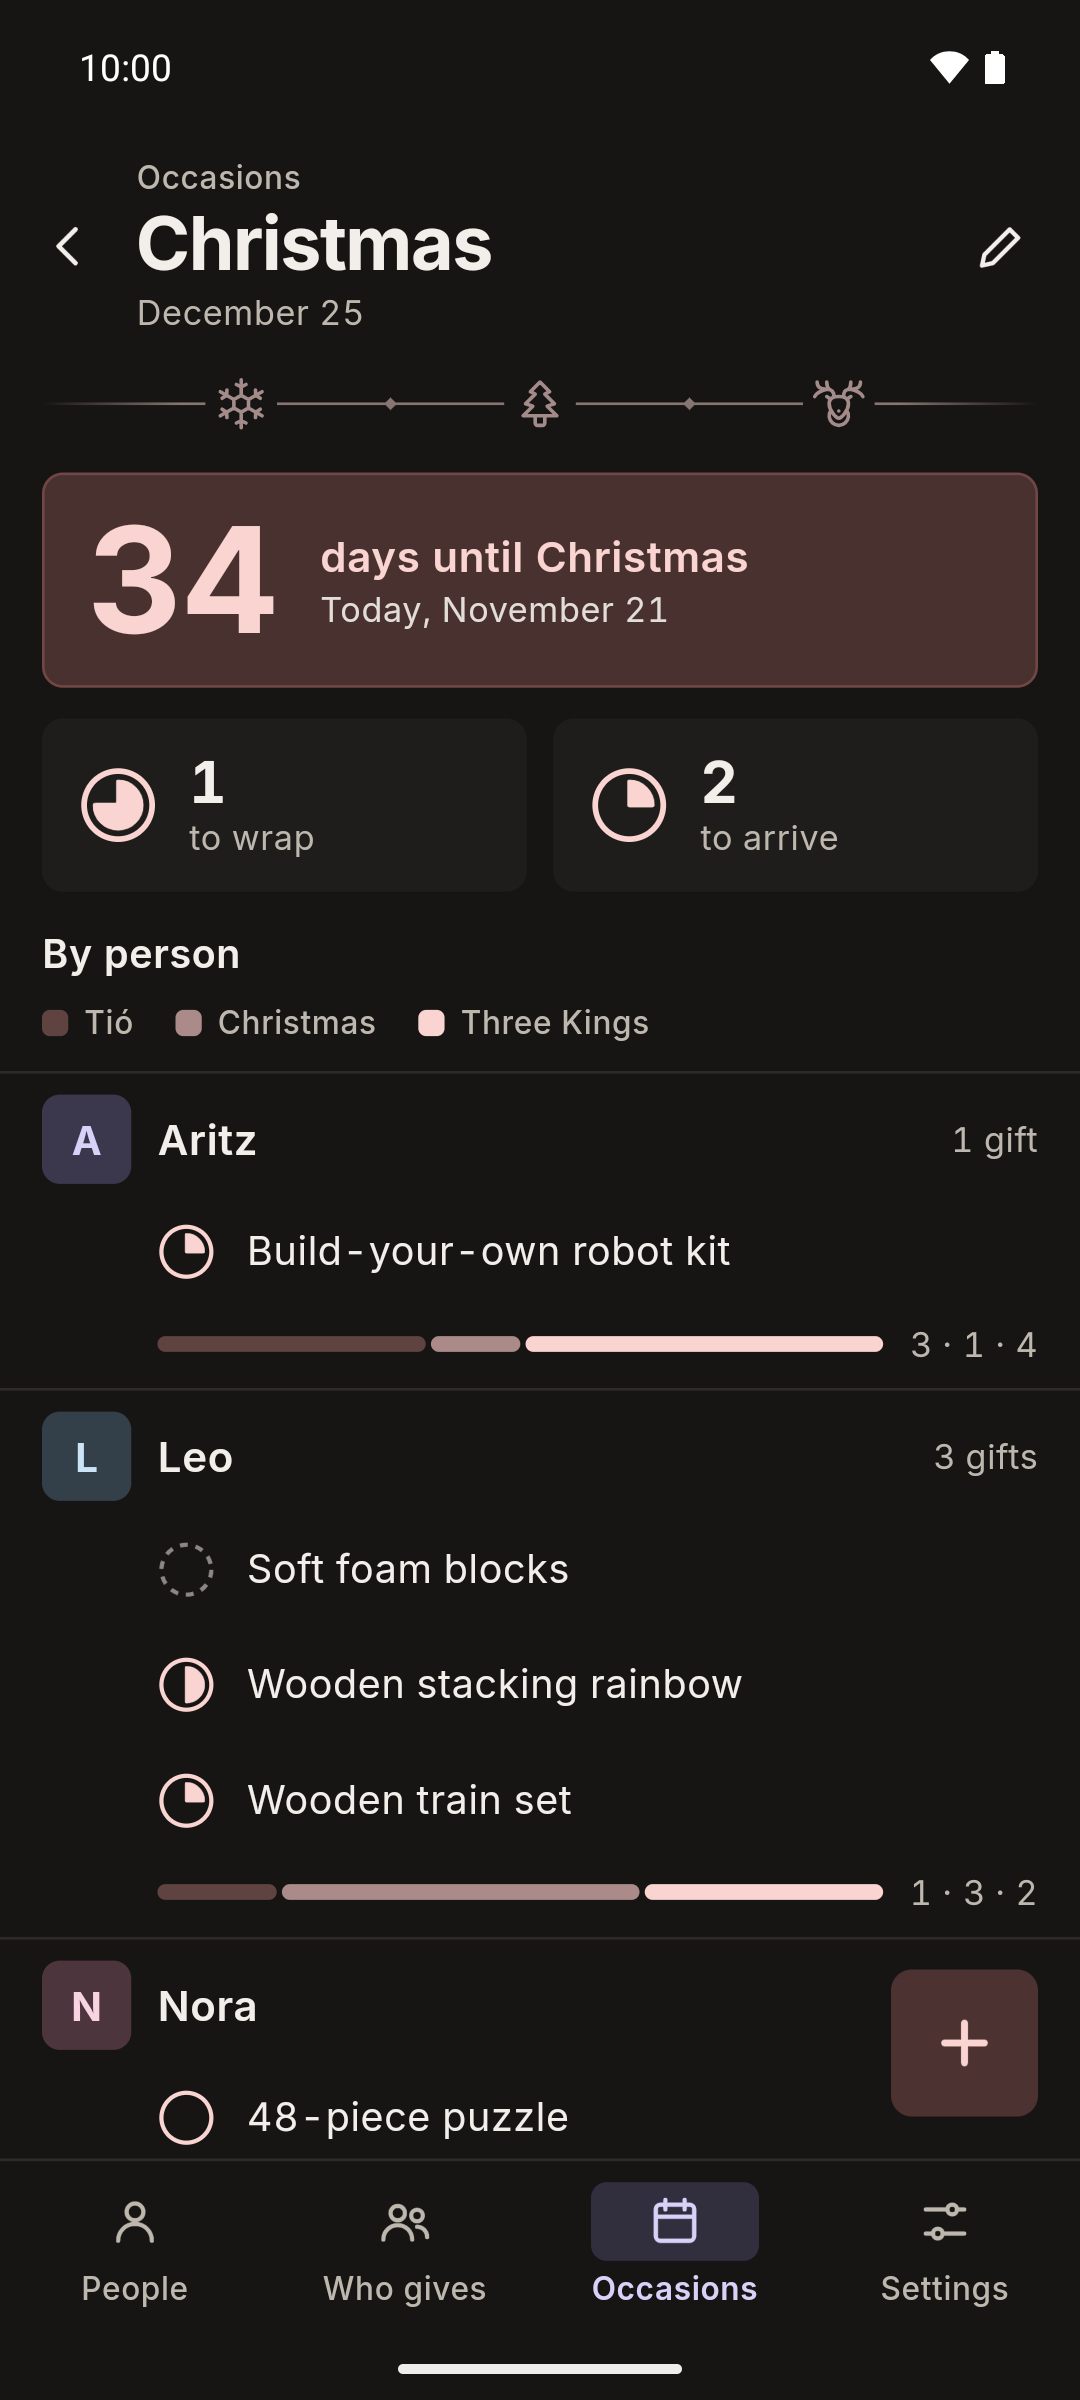 10:00
Occasions
Christmas
December 25
34
days until Christmas
Today, November 21
1
to wrap
2
to arrive
By person
Tió
Christmas
Three Kings
A
Aritz
1 gift
Build-your-own robot kit
3 · 1 · 4
L
Leo
3 gifts
Soft foam blocks
Wooden stacking rainbow
Wooden train set
1 · 3 · 2
N
Nora
48-piece puzzle
People
Who gives
Occasions
Settings